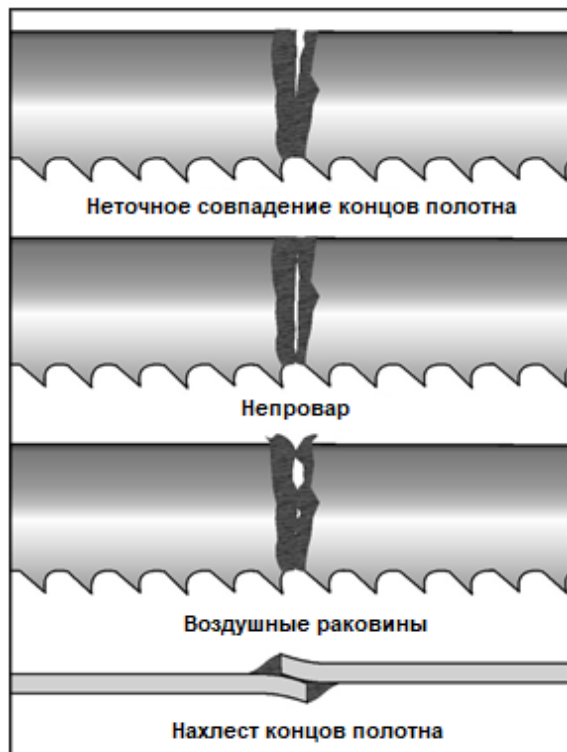 Неточное совпадение концов полотна
Непровар
Воздушные раковины
Нахлест концов полотна